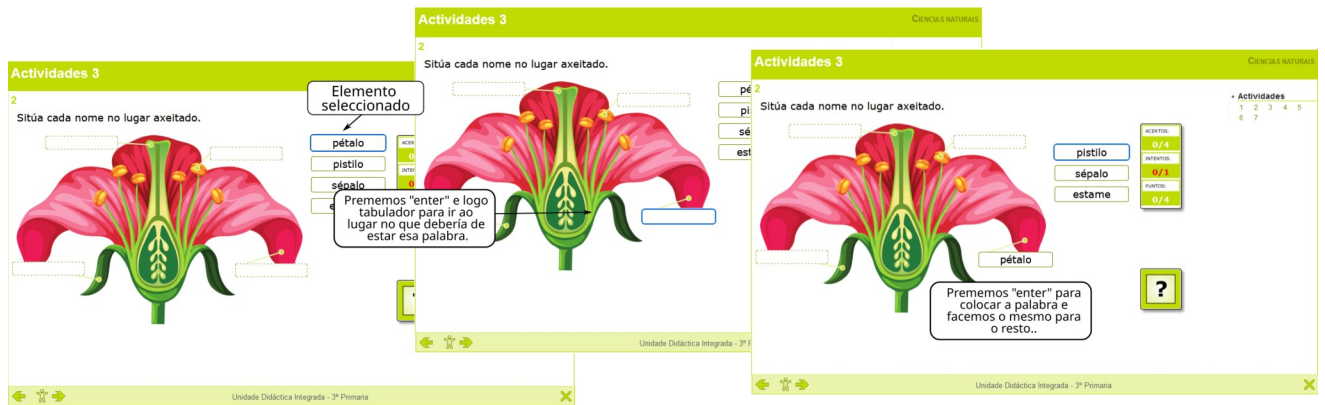 Actividades 3
2
Sitúa cada nome no lugar axeitado.
Elemento
seleccionado
pétalo
pistilo
sépalo
Prememos "enter" e logo
tabulador para ir ao
lugar no que debería de
estar esa palabra.
Unidade Didáctica Integrada - 3º Primaria
Actividades 3
CIENCIAS NATURAIS
2
Sitúa cada nome no lugar axeitado.
pé
pi
sé
est
Unidade Didáctica Integrada - 3º
Actividades 3
CIENCIAS NATURAIS
2
Sitúa cada nome no lugar axeitado.
Actividades
1 2 3 4 5
6 7
pistilo
sépalo
estame
ACERTOS:
0/4
INTENTOS:
0/1
PUNTOS:
0/4
pétalo
?
Prememos "enter" para
colocar a palabra e
facemos o mesmo para
o resto..
Unidade Didáctica Integrada - 3º Primaria